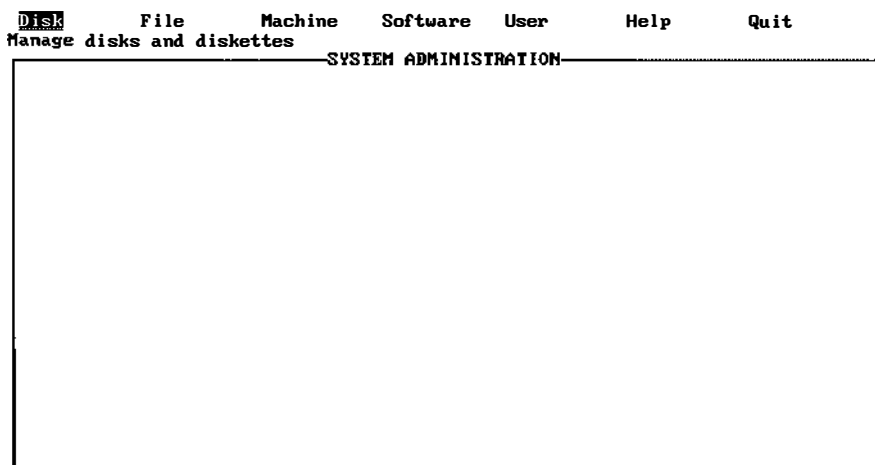 Disk File Machine Software User Help Quit
Manage disks and diskettes
SYSTEM ADMINISTRATION